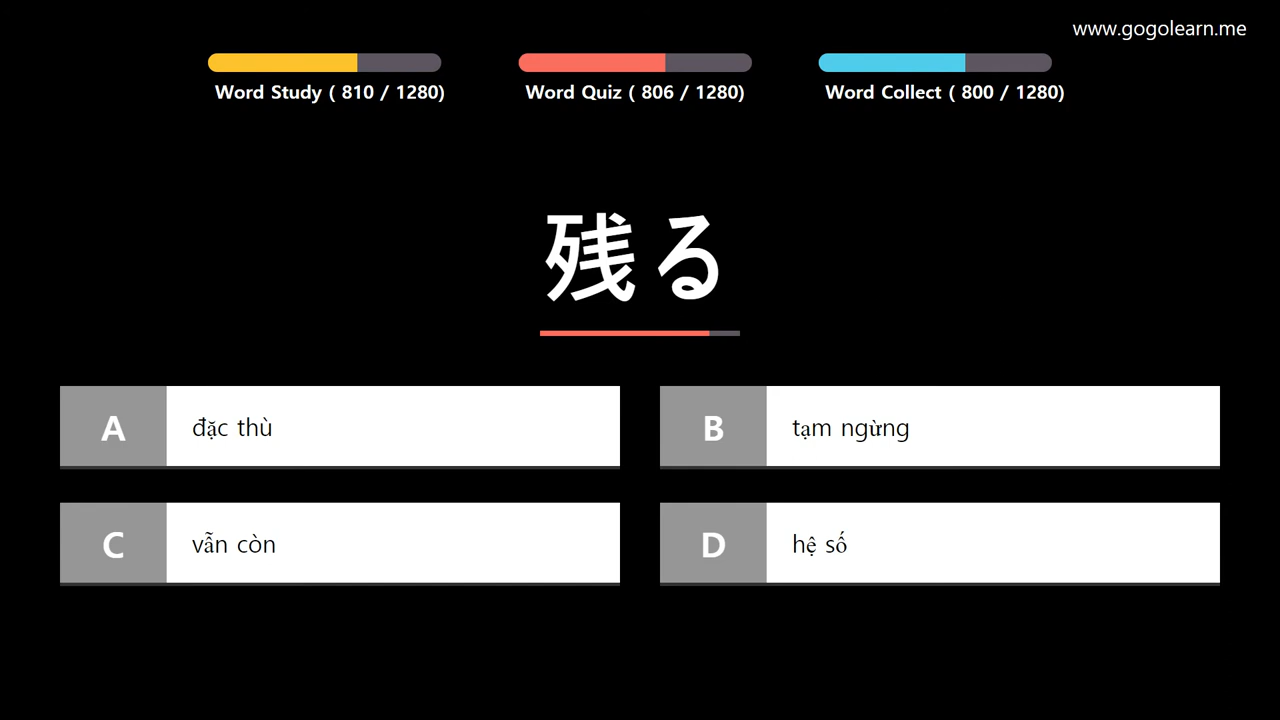 www.gogolearn.me
Word Study ( 810 / 1280)
Word Quiz ( 806 / 1280)
Word Collect ( 800 / 1280)
残る
A đặc thù
B tạm ngừng
C vẫn còn
D hệ số